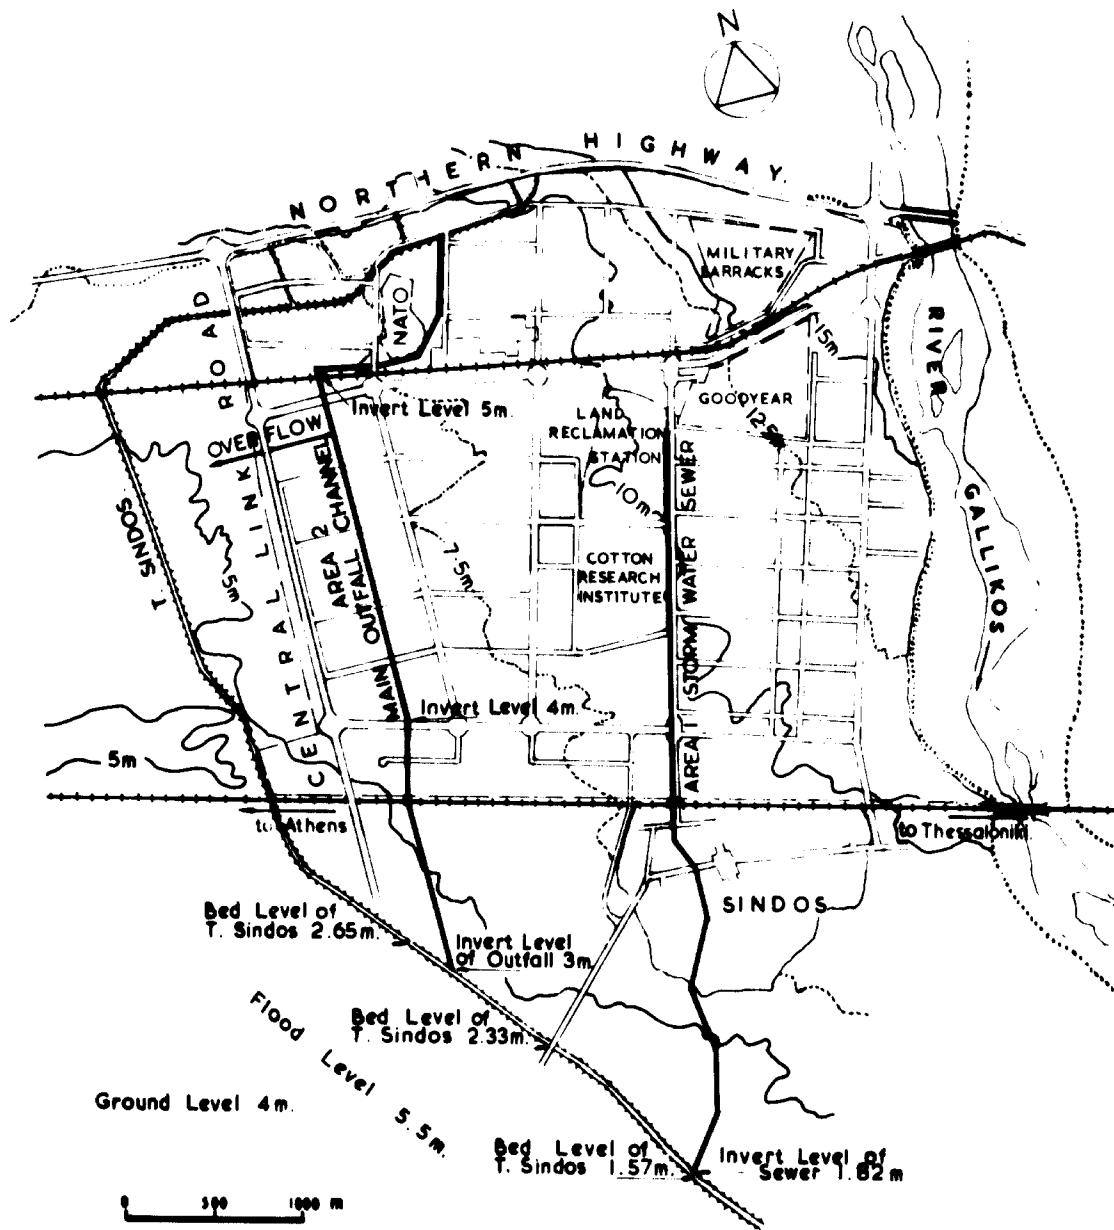 N
NORTHERN HIGHWAY.
MILITARY
BARRACKS
NATO
ROAD
RIVER
15m
Invert Level 5m.
LAND
RECLAMATION
STATION
GOODYEAR
12.5m
OVERFLOW
10m
T. SINDOS
CENTRAL LINK
AREA 2
MAIN OUTFALL CHANNEL
7.5m
5m
COTTON
RESEARCH
INSTITUTE
AREA 1 STORM WATER SEWER
GALLIKOS
Invert Level 4m.
5m
to Athens
to Thessaloniki
SINDOS
Bed Level of
T. Sindos 2.65m.
Invert Level
of Outfall 3m
Bed Level of
T. Sindos 2.33m.
Flood Level 5.5m.
Ground Level 4m.
Bed Level of
T. Sindos 1.57m.
Invert Level of
Sewer 1.82m
0 500 1000 m